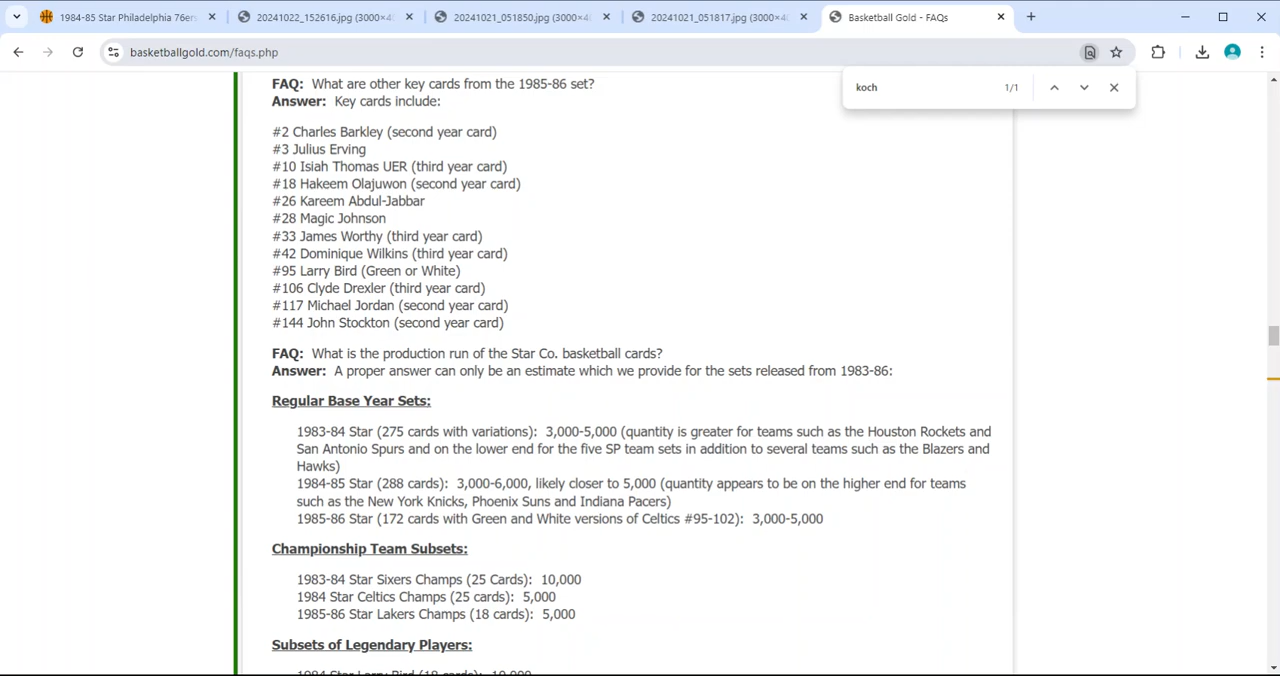 1984-85 Star Philadelphia 76ers
20241022_152616.jpg (3000×4
20241021_051850.jpg (3000×4
20241021_051817.jpg (3000×4
Basketball Gold - FAQs
basketballgold.com/faqs.php
koch
1/1
FAQ: What are other key cards from the 1985-86 set?
Answer: Key cards include:
#2 Charles Barkley (second year card)
#3 Julius Erving
#10 Isiah Thomas UER (third year card)
#18 Hakeem Olajuwon (second year card)
#26 Kareem Abdul-Jabbar
#28 Magic Johnson
#33 James Worthy (third year card)
#42 Dominique Wilkins (third year card)
#95 Larry Bird (Green or White)
#106 Clyde Drexler (third year card)
#117 Michael Jordan (second year card)
#144 John Stockton (second year card)
FAQ: What is the production run of the Star Co. basketball cards?
Answer: A proper answer can only be an estimate which we provide for the sets released from 1983-86:
Regular Base Year Sets:
1983-84 Star (275 cards with variations): 3,000-5,000 (quantity is greater for teams such as the Houston Rockets and
San Antonio Spurs and on the lower end for the five SP team sets in addition to several teams such as the Blazers and
Hawks)
1984-85 Star (288 cards): 3,000-6,000, likely closer to 5,000 (quantity appears to be on the higher end for teams
such as the New York Knicks, Phoenix Suns and Indiana Pacers)
1985-86 Star (172 cards with Green and White versions of Celtics #95-102): 3,000-5,000
Championship Team Subsets:
1983-84 Star Sixers Champs (25 Cards): 10,000
1984 Star Celtics Champs (25 cards): 5,000
1985-86 Star Lakers Champs (18 cards): 5,000
Subsets of Legendary Players:
1984 Star Larry Bird (18 cards): 10,000